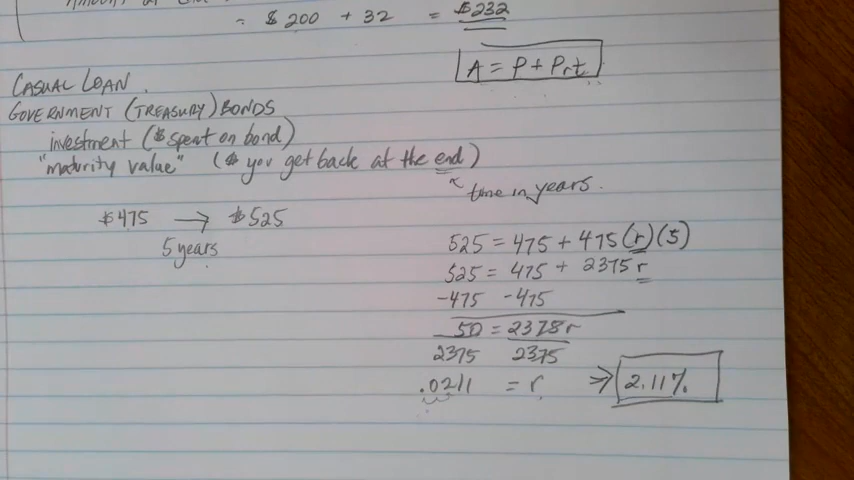 = $200 + 32 = $232
A = P + Prt
CASUAL LOAN.
GOVERNMENT (TREASURY) BONDS
investment ($ spent on bond)
"maturity value" ($ you get back at the end)
time in years.
$475 → $525
5 years
525 = 475 + 475(r)(5)
525 = 475 + 2375r
-475 -475
50 = 2375r
2375 2375
.0211 = r ⇒ 2.11%